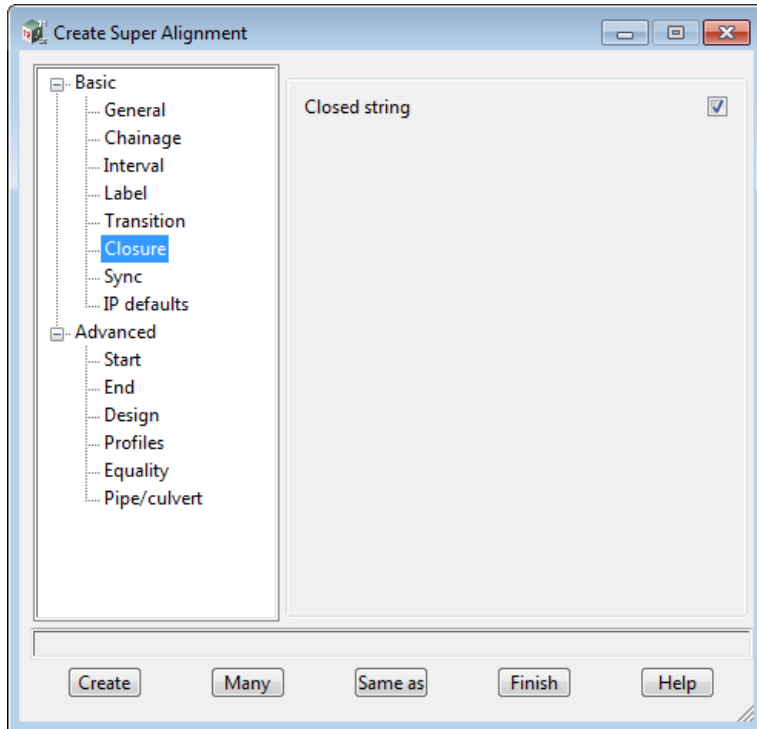 Create Super Alignment
Basic
General
Chainage
Interval
Label
Transition
Closure
Sync
IP defaults
Advanced
Start
End
Design
Profiles
Equality
Pipe/culvert
Closed string
Create Many Same as Finish Help